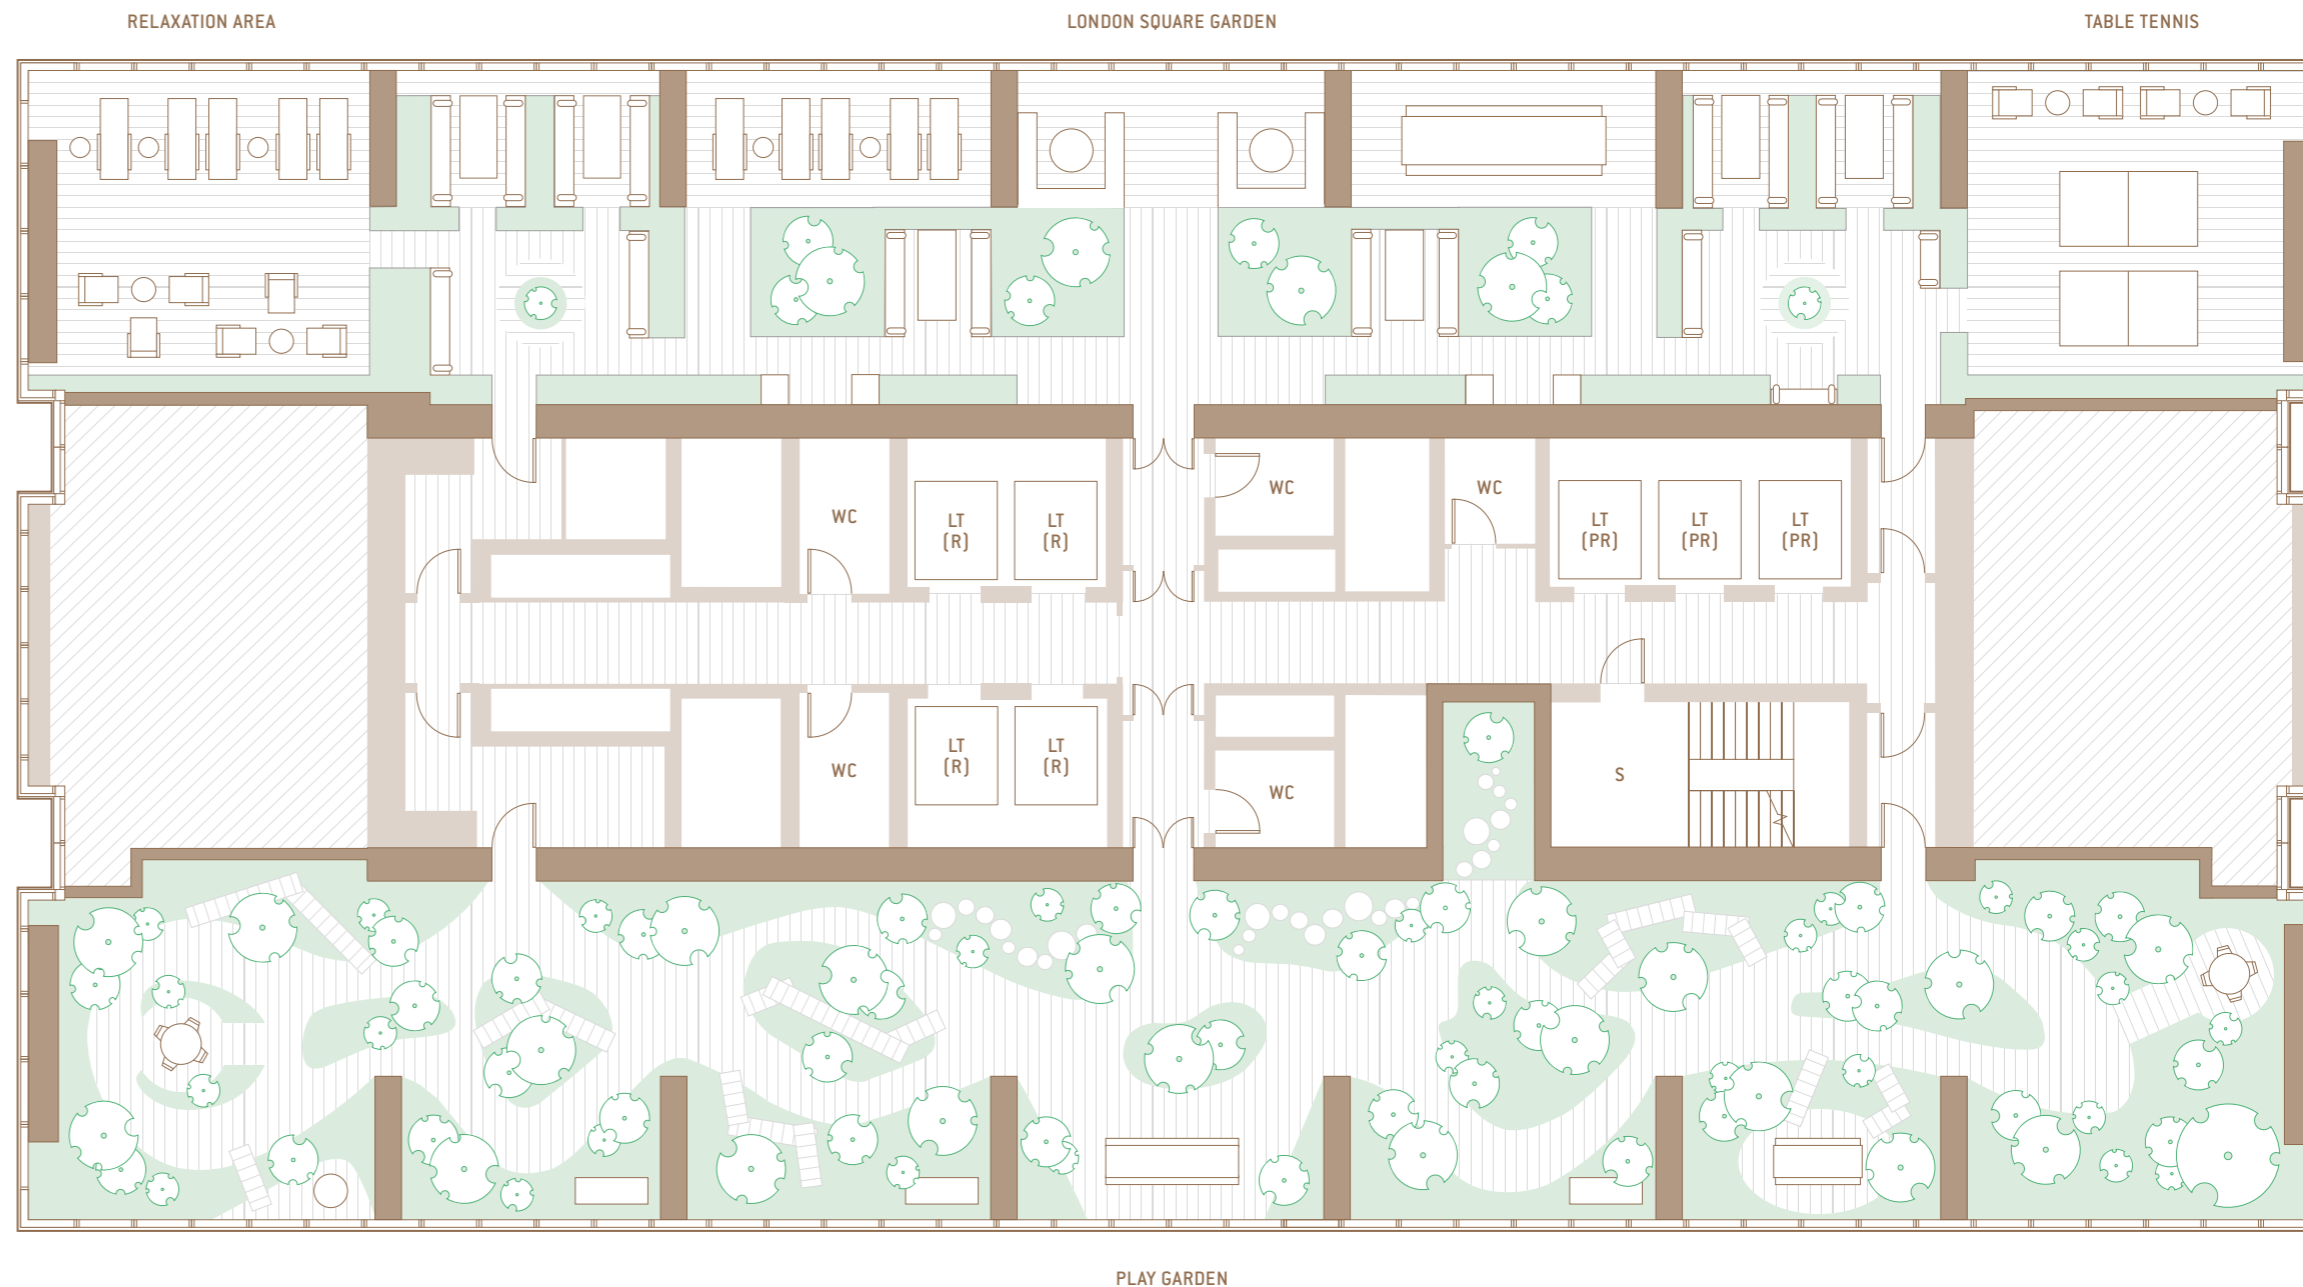 RELAXATION AREA
LONDON SQUARE GARDEN
TABLE TENNIS
WC
LT
(R)
LT
(R)
WC
WC
LT
(PR)
LT
(PR)
LT
(PR)
WC
LT
(R)
LT
(R)
WC
S
PLAY GARDEN